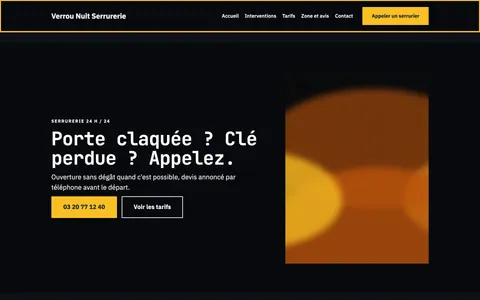 Verrou Nuit Serrurerie
Accueil Interventions Tarifs Zone et avis Contact Appeler un serrurier
SERRURERIE 24 H / 24
Porte claquée ? Clé
perdue ? Appelez.
Ouverture sans dégât quand c'est possible, devis annoncé par
téléphone avant le départ.
03 20 77 12 40 Voir les tarifs